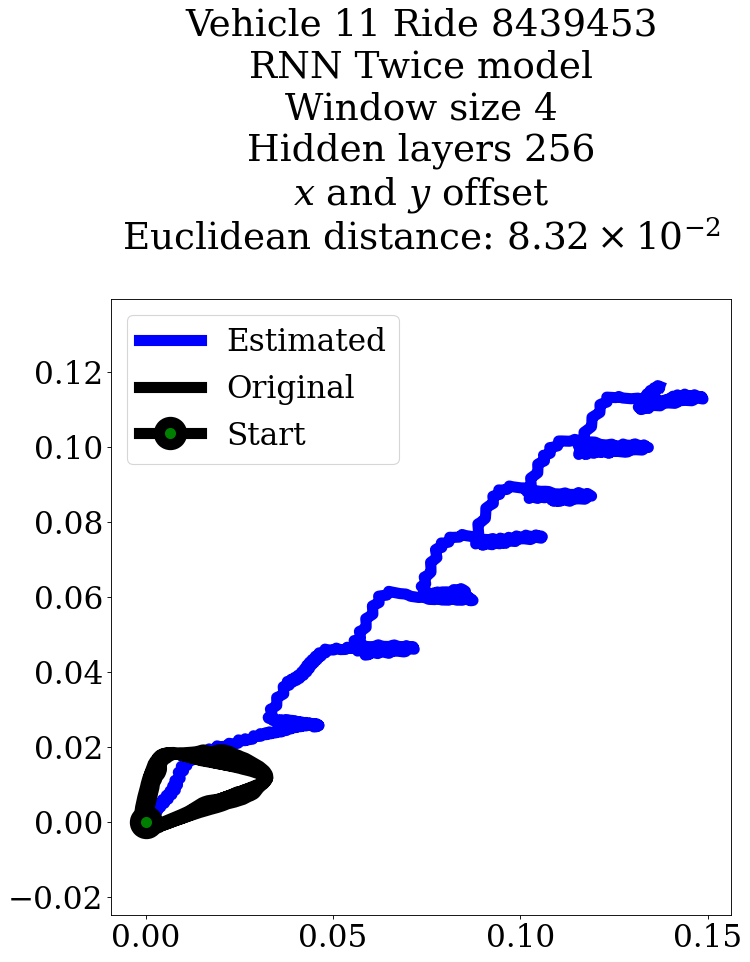 Vehicle 11 Ride 8439453
RNN Twice model
Window size 4
Hidden layers 256
x and y offset
Euclidean distance: 8.32 × 10⁻²
Estimated
Original
Start
0.12
0.10
0.08
0.06
0.04
0.02
0.00
−0.02
0.00 0.05 0.10 0.15